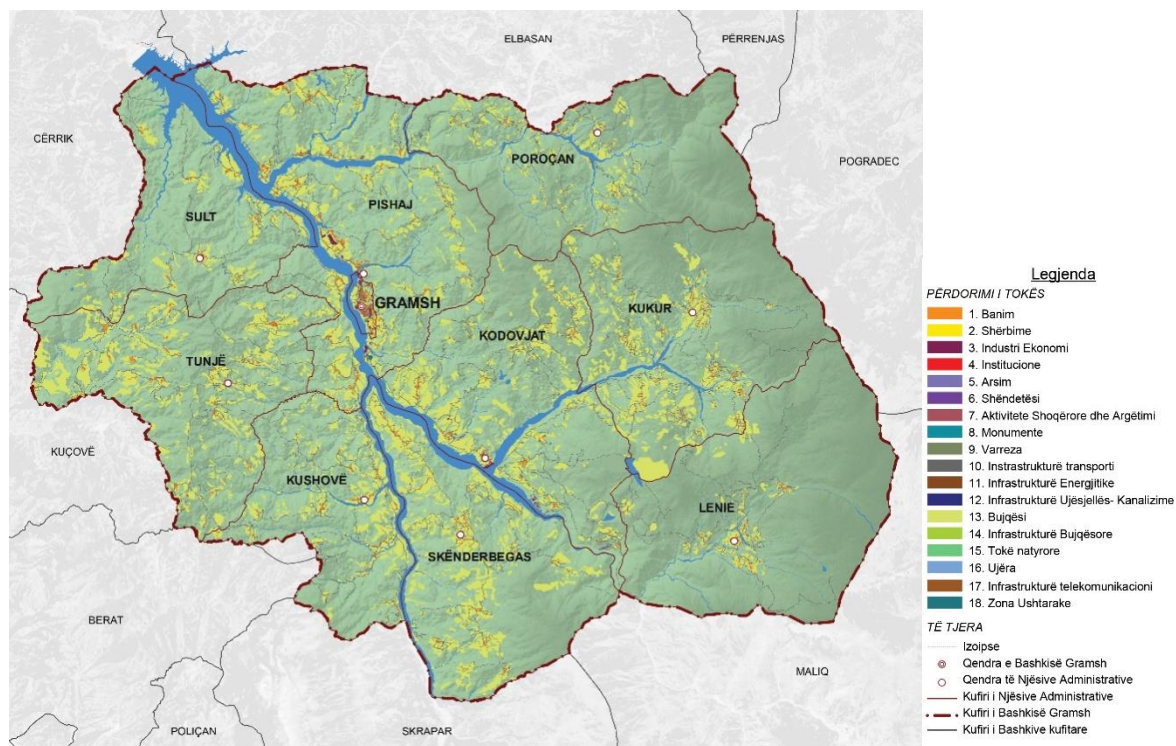 ELBASAN
PËRRENJAS
CËRRIK
POGRADEC
POROÇAN
PISHAJ
SULT
GRAMSH
KUKUR
KODOVJAT
TUNJË
KUÇOVË
KUSHOVË
LENIE
SKËNDERBEGAS
BERAT
MALIQ
POLIÇAN
SKRAPAR
Legjenda
PËRDORIMI I TOKËS
1. Banim
2. Shërbime
3. Industri Ekonomi
4. Institucione
5. Arsim
6. Shëndetësi
7. Aktivitete Shoqërore dhe Argëtimi
8. Monumente
9. Varreza
10. Instrastrukturë transporti
11. Infrastrukturë Energjitike
12. Infrastrukturë Ujësjellës- Kanalizime
13. Bujqësi
14. Infrastrukturë Bujqësore
15. Tokë natyrore
16. Ujëra
17. Infrastrukturë telekomunikacioni
18. Zona Ushtarake
TË TJERA
Izoipse
Qendra e Bashkisë Gramsh
Qendra të Njësive Administrative
Kufiri i Njësive Administrative
Kufiri i Bashkisë Gramsh
Kufiri i Bashkive kufitare